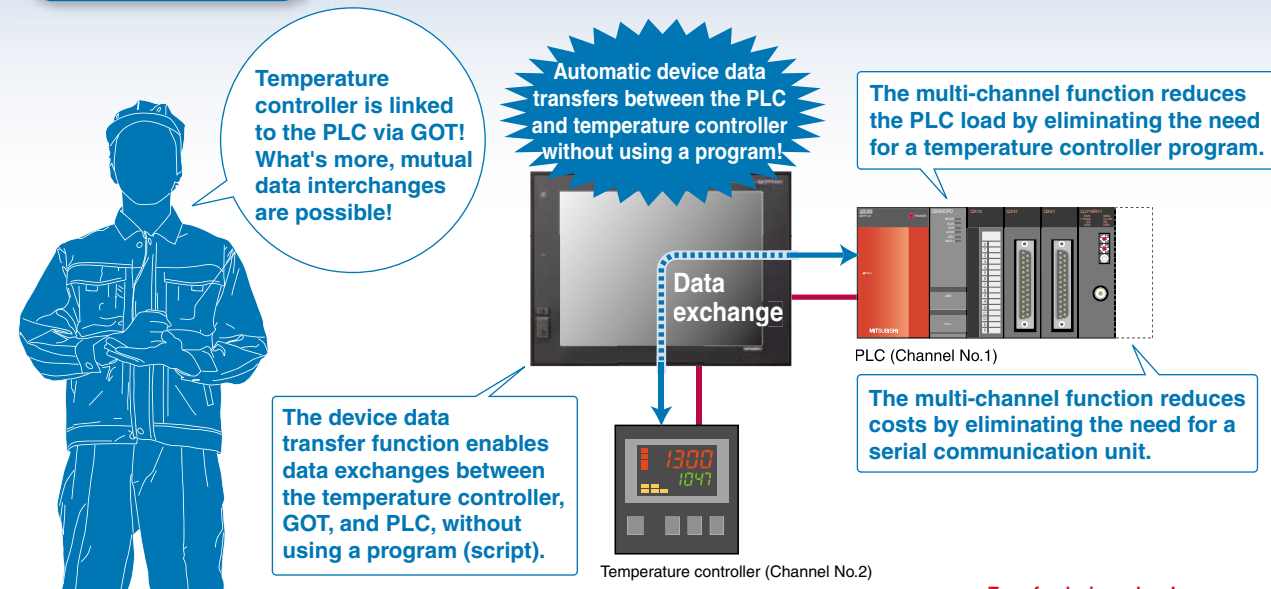 Temperature
controller is linked
to the PLC via GOT!
What's more, mutual
data interchanges
are possible!
Automatic device data
transfers between the PLC
and temperature controller
without using a program!
The multi-channel function reduces
the PLC load by eliminating the need
for a temperature controller program.
Data
exchange
MITSUBISHI
PLC (Channel No.1)
The multi-channel function reduces
costs by eliminating the need for a
serial communication unit.
The device data
transfer function enables
data exchanges between
the temperature controller,
GOT, and PLC, without
using a program (script).
1300
1047
Temperature controller (Channel No.2)